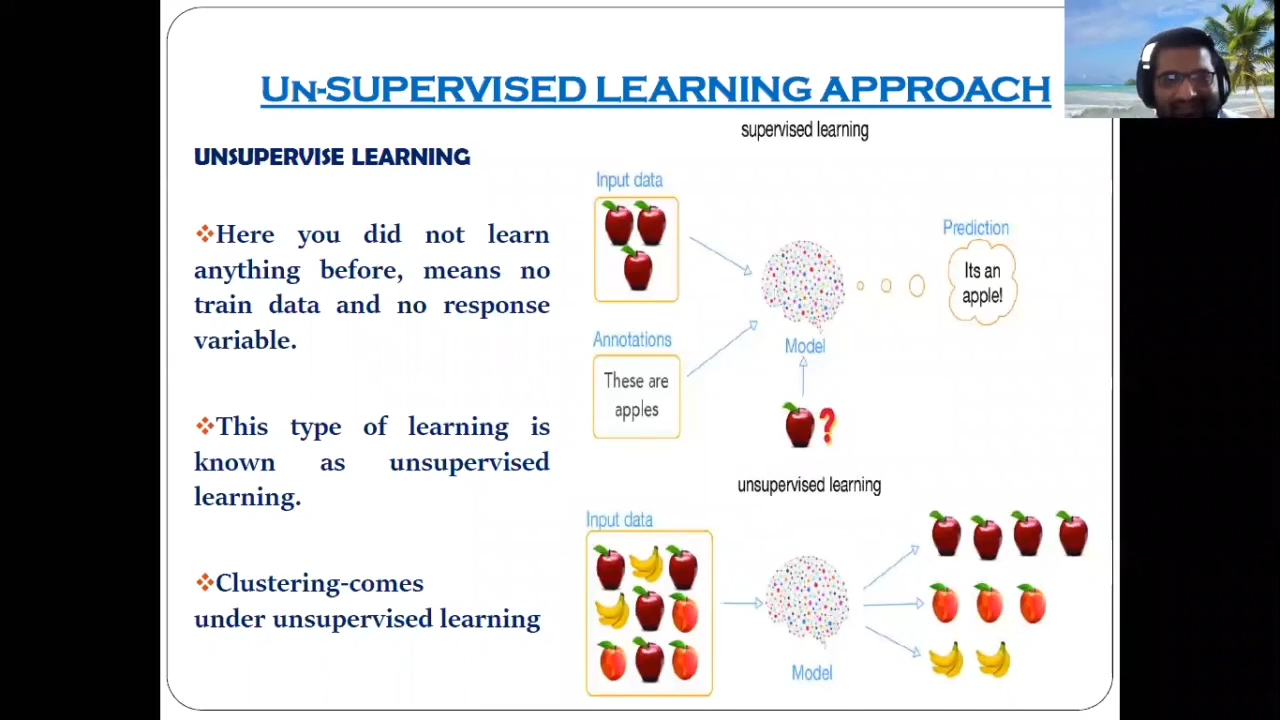 Un-SUPERVISED LEARNING APPROACH
UNSUPERVISE LEARNING
Here you did not learn
anything before, means no
train data and no response
variable.
This type of learning is
known as unsupervised
learning.
Clustering-comes
under unsupervised learning
supervised learning
Input data
Annotations
These are
apples
Model
?
Prediction
Its an
apple!
unsupervised learning
Input data
Model